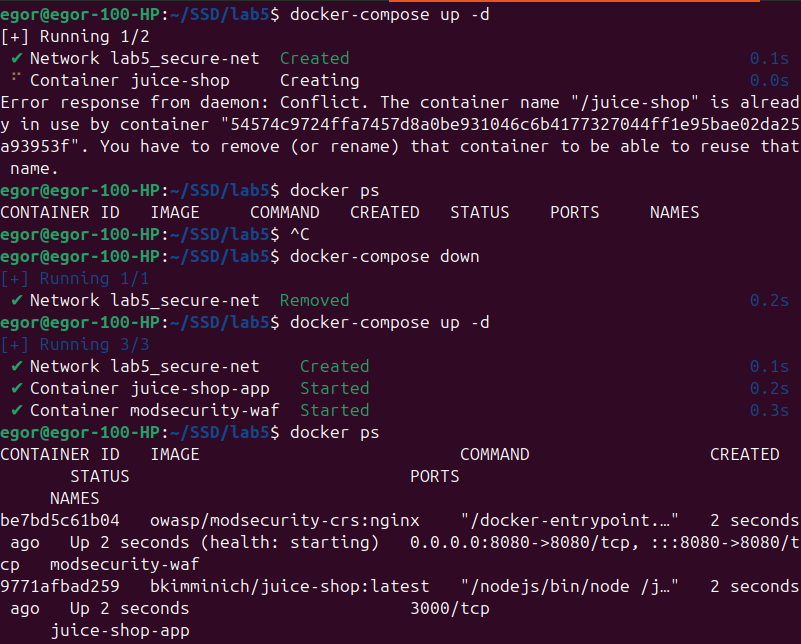 egor@egor-100-HP:~/SSD/lab5$ docker-compose up -d
[+] Running 1/2
✔ Network lab5_secure-net  Created 0.1s
⠋ Container juice-shop     Creating 0.0s
Error response from daemon: Conflict. The container name "/juice-shop" is alread
y in use by container "54574c9724ffa7457d8a0be931046c6b4177327044ff1e95bae02da25
a93953f". You have to remove (or rename) that container to be able to reuse that
 name.
egor@egor-100-HP:~/SSD/lab5$ docker ps
CONTAINER ID   IMAGE     COMMAND   CREATED   STATUS    PORTS     NAMES
egor@egor-100-HP:~/SSD/lab5$ ^C
egor@egor-100-HP:~/SSD/lab5$ docker-compose down
[+] Running 1/1
✔ Network lab5_secure-net  Removed 0.2s
egor@egor-100-HP:~/SSD/lab5$ docker-compose up -d
[+] Running 3/3
✔ Network lab5_secure-net    Created 0.1s
✔ Container juice-shop-app   Started 0.2s
✔ Container modsecurity-waf  Started 0.3s
egor@egor-100-HP:~/SSD/lab5$ docker ps
CONTAINER ID   IMAGE                          COMMAND                  CREATED
       STATUS                            PORTS
     NAMES
be7bd5c61b04   owasp/modsecurity-crs:nginx    "/docker-entrypoint.…"   2 seconds
 ago   Up 2 seconds (health: starting)   0.0.0.0:8080->8080/tcp, :::8080->8080/t
cp   modsecurity-waf
9771afbad259   bkimminich/juice-shop:latest   "/nodejs/bin/node /j…"   2 seconds
 ago   Up 2 seconds                      3000/tcp
     juice-shop-app